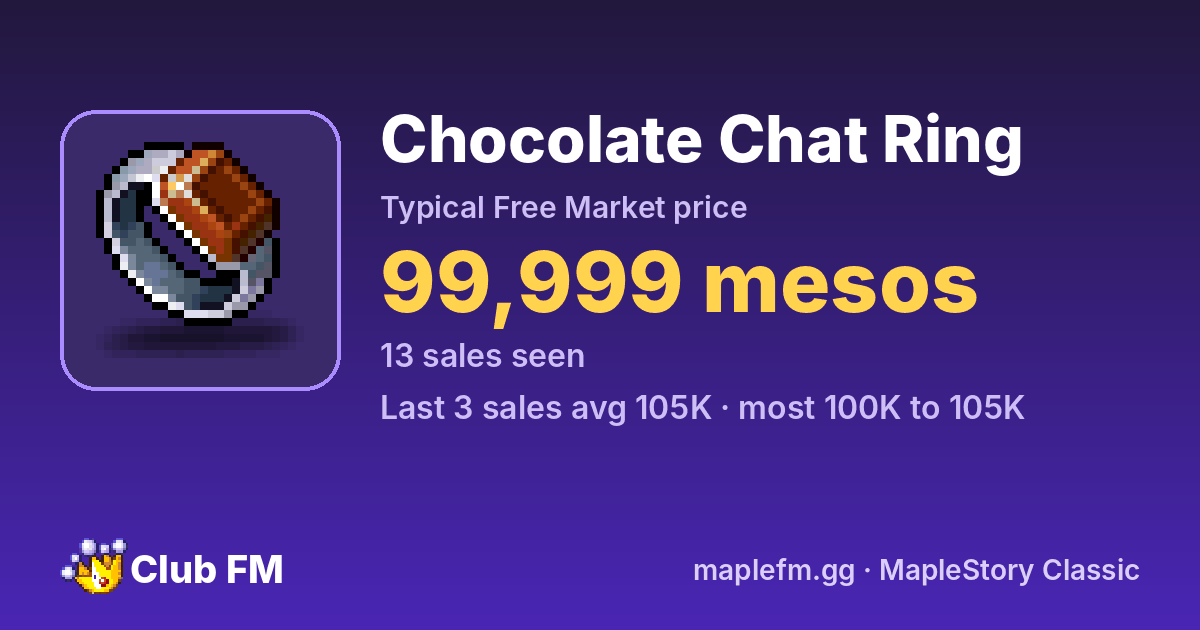 Chocolate Chat Ring
Typical Free Market price
99,999 mesos
13 sales seen
Last 3 sales avg 105K · most 100K to 105K
Club FM
maplefm.gg · MapleStory Classic